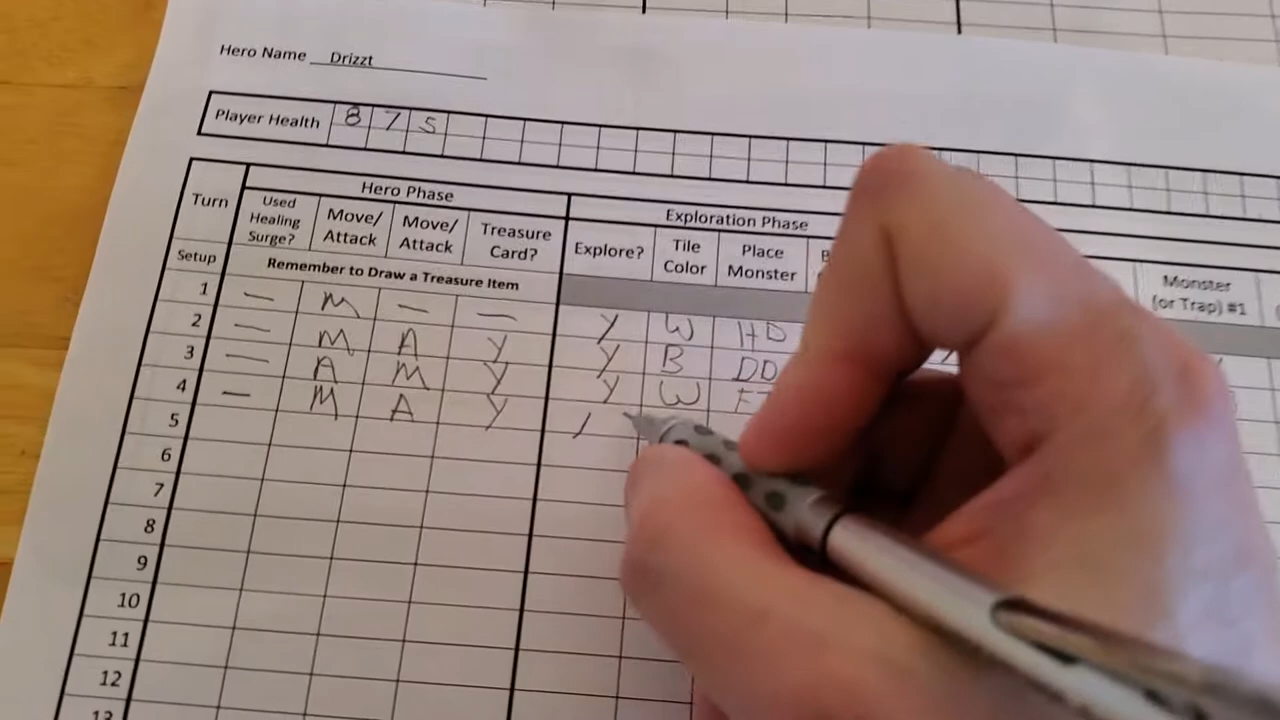 Hero Name Drizzt
Player Health 8 7 5
Turn Hero Phase Exploration Phase
Used Healing Surge? Move/ Attack Move/ Attack Treasure Card? Explore? Tile Color Place Monster Monster (or Trap) #1
Setup Remember to Draw a Treasure Item
1 — M —
2 — M A Y Y W HD
3 — A M Y Y B DD
4 — M A Y Y W
5
6
7
8
9
10
11
12
13